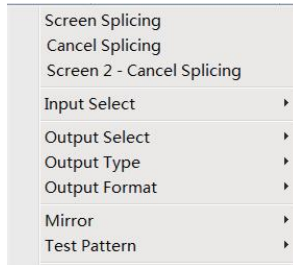 Screen Splicing
Cancel Splicing
Screen 2 - Cancel Splicing
Input Select
Output Select
Output Type
Output Format
Mirror
Test Pattern